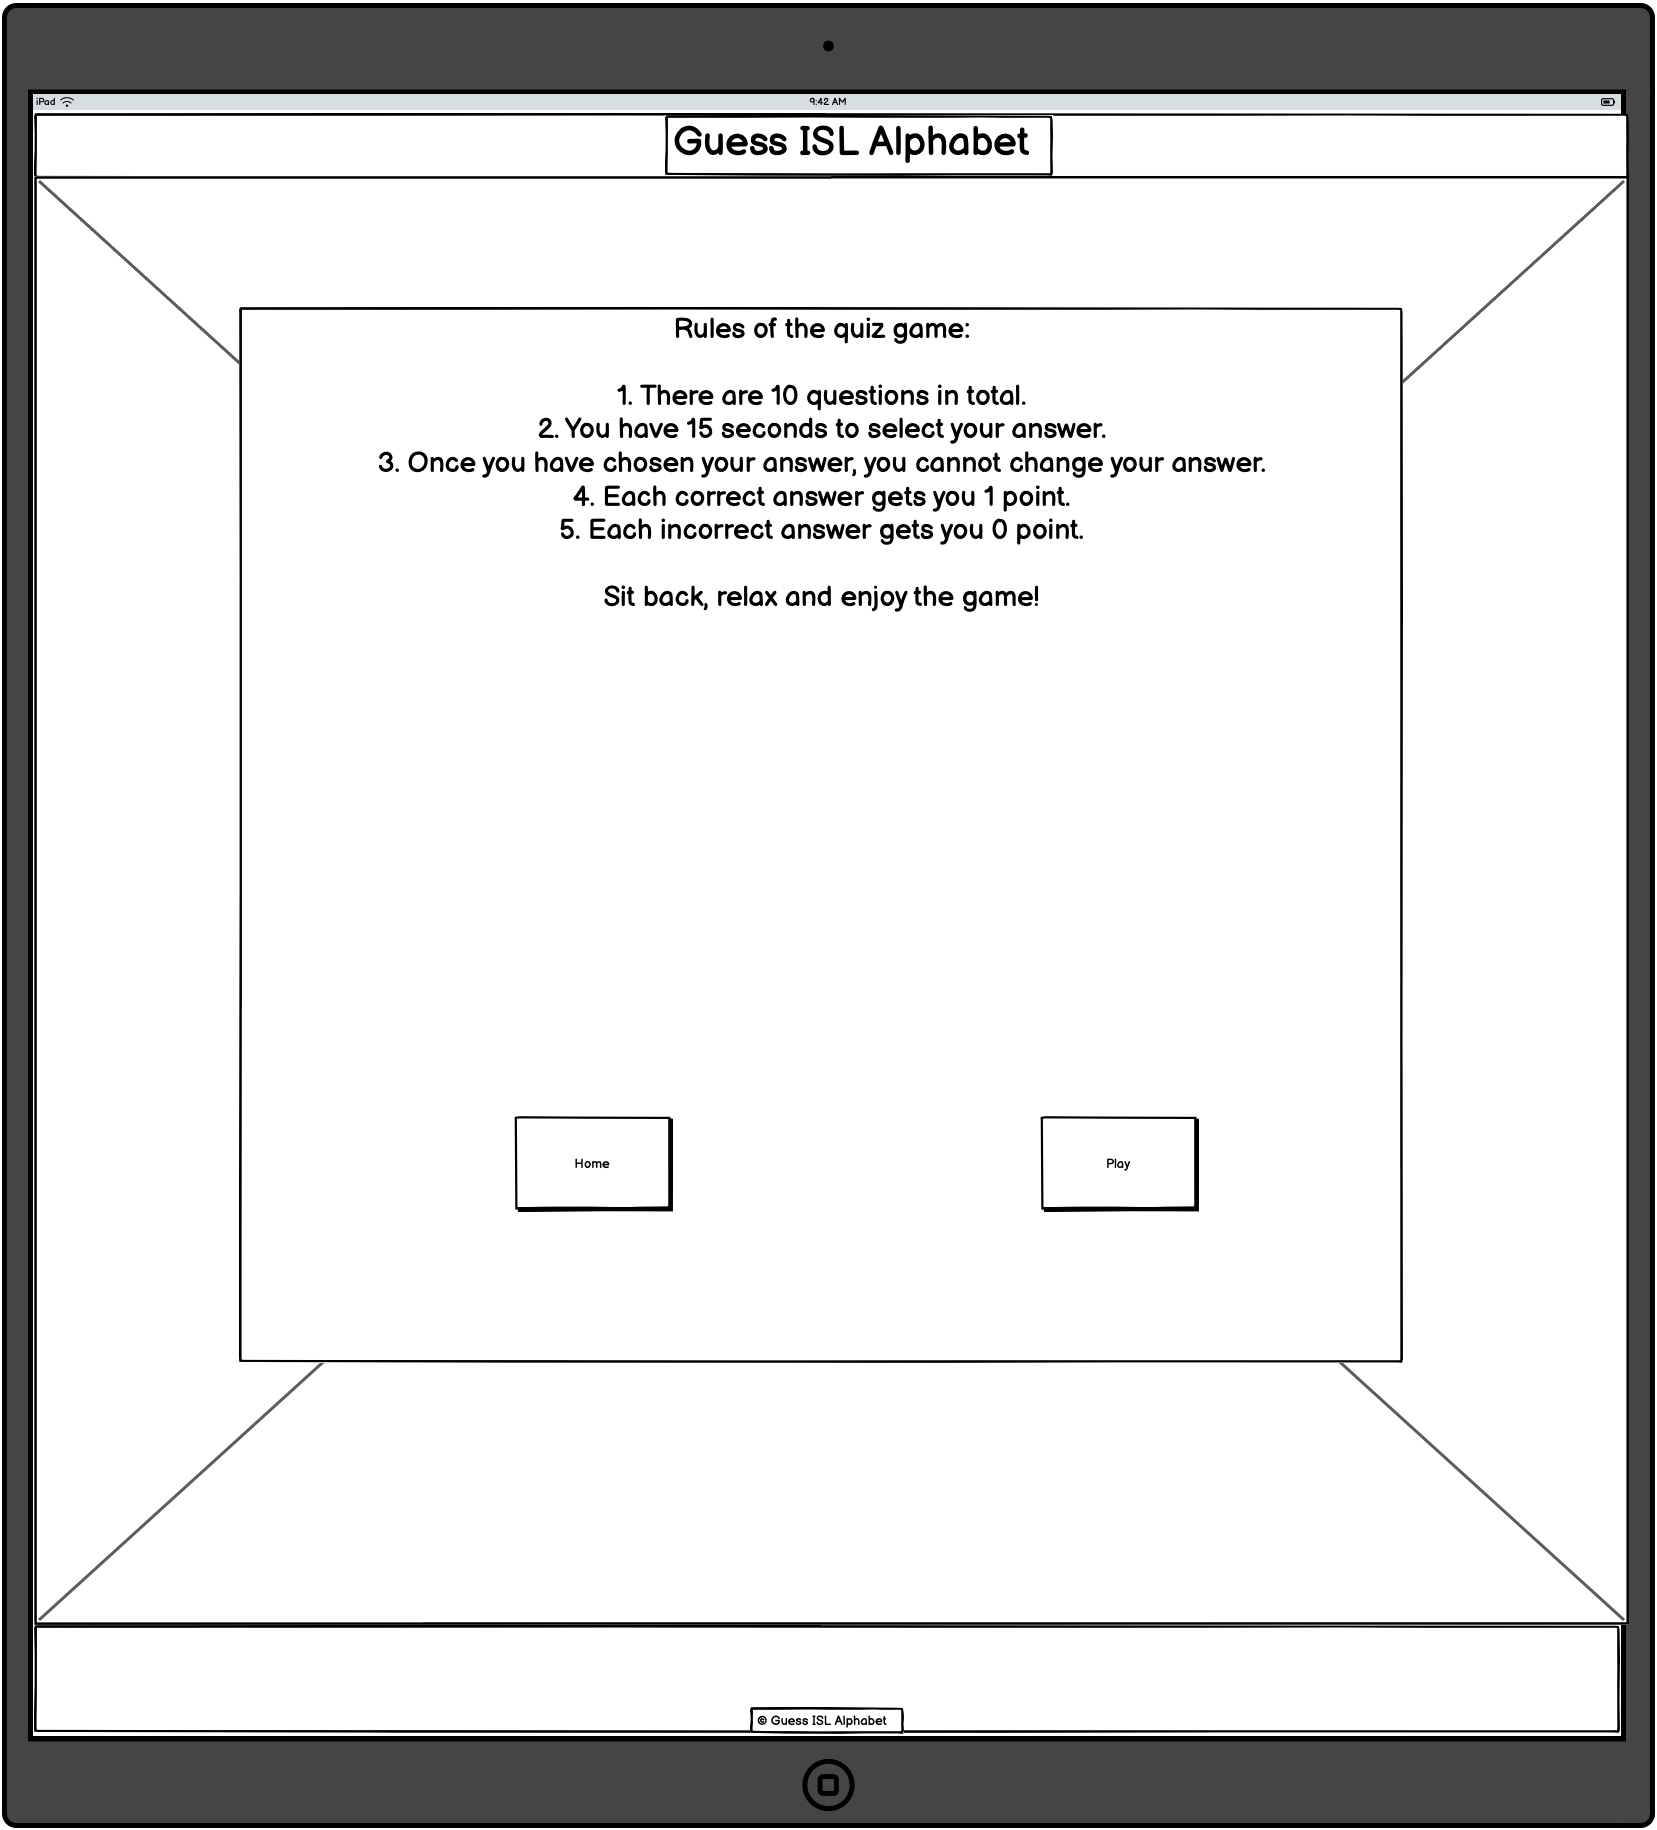 iPad
9:42 AM
Guess ISL Alphabet
Rules of the quiz game:
1. There are 10 questions in total.
2. You have 15 seconds to select your answer.
3. Once you have chosen your answer, you cannot change your answer.
4. Each correct answer gets you 1 point.
5. Each incorrect answer gets you 0 point.
Sit back, relax and enjoy the game!
Home
Play
© Guess ISL Alphabet